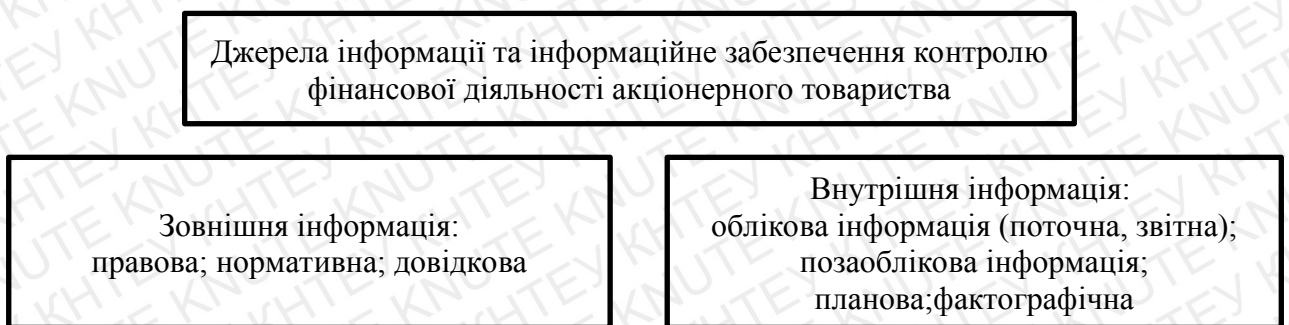 Джерела інформації та інформаційне забезпечення контролю
фінансової діяльності акціонерного товариства
Зовнішня інформація:
правова; нормативна; довідкова
Внутрішня інформація:
облікова інформація (поточна, звітна);
позаоблікова інформація;
планова;фактографічна